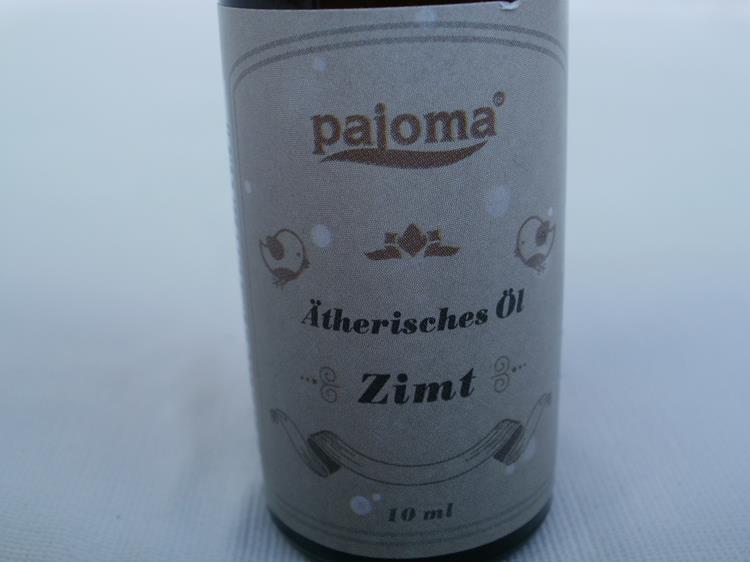 pajoma®
Ätherisches Öl
Zimt
10 ml